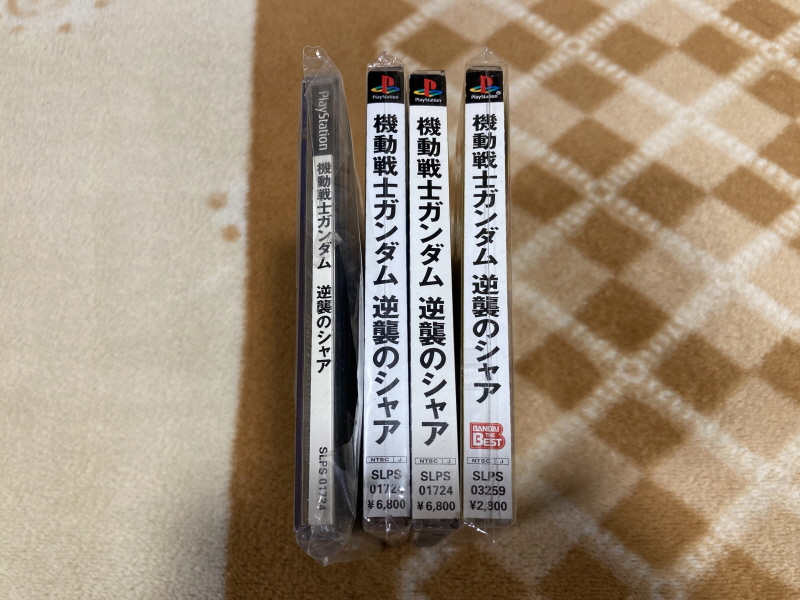 PlayStation
機動戦士ガンダム 逆襲のシャア
SLPS 01724
PlayStation
機動戦士ガンダム 逆襲のシャア
NTSC J
SLPS
01724
¥6,800
PlayStation
機動戦士ガンダム 逆襲のシャア
NTSC J
SLPS
01724
¥6,800
PlayStation
機動戦士ガンダム 逆襲のシャア
BANDAI
THE
BEST
NTSC J
SLPS
03259
¥2,800